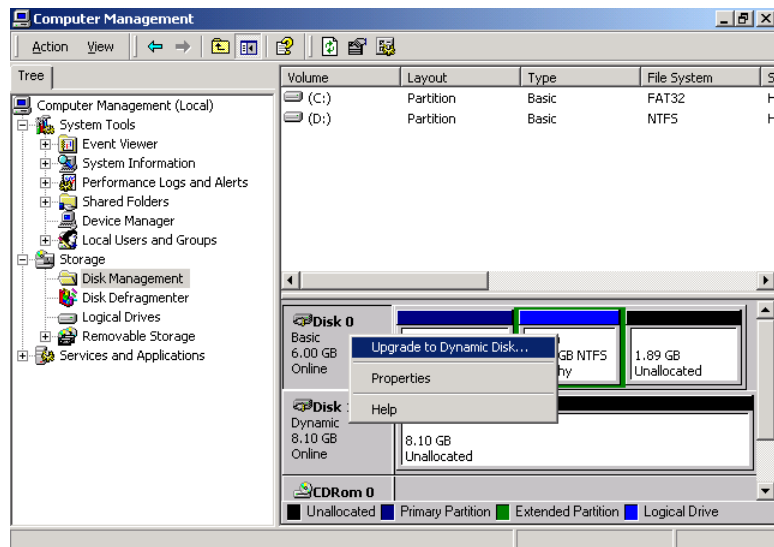 Computer Management
Action View
Tree
Computer Management (Local)
System Tools
Event Viewer
System Information
Performance Logs and Alerts
Shared Folders
Device Manager
Local Users and Groups
Storage
Disk Management
Disk Defragmenter
Logical Drives
Removable Storage
Services and Applications
Volume Layout Type File System S
(C:) Partition Basic FAT32 H
(D:) Partition Basic NTFS H
Disk 0
Basic
6.00 GB
Online
GB NTFS
hy
1.89 GB
Unallocated
Upgrade to Dynamic Disk...
Properties
Help
Disk
Dynamic
8.10 GB
Online
8.10 GB
Unallocated
CDRom 0
Unallocated Primary Partition Extended Partition Logical Drive